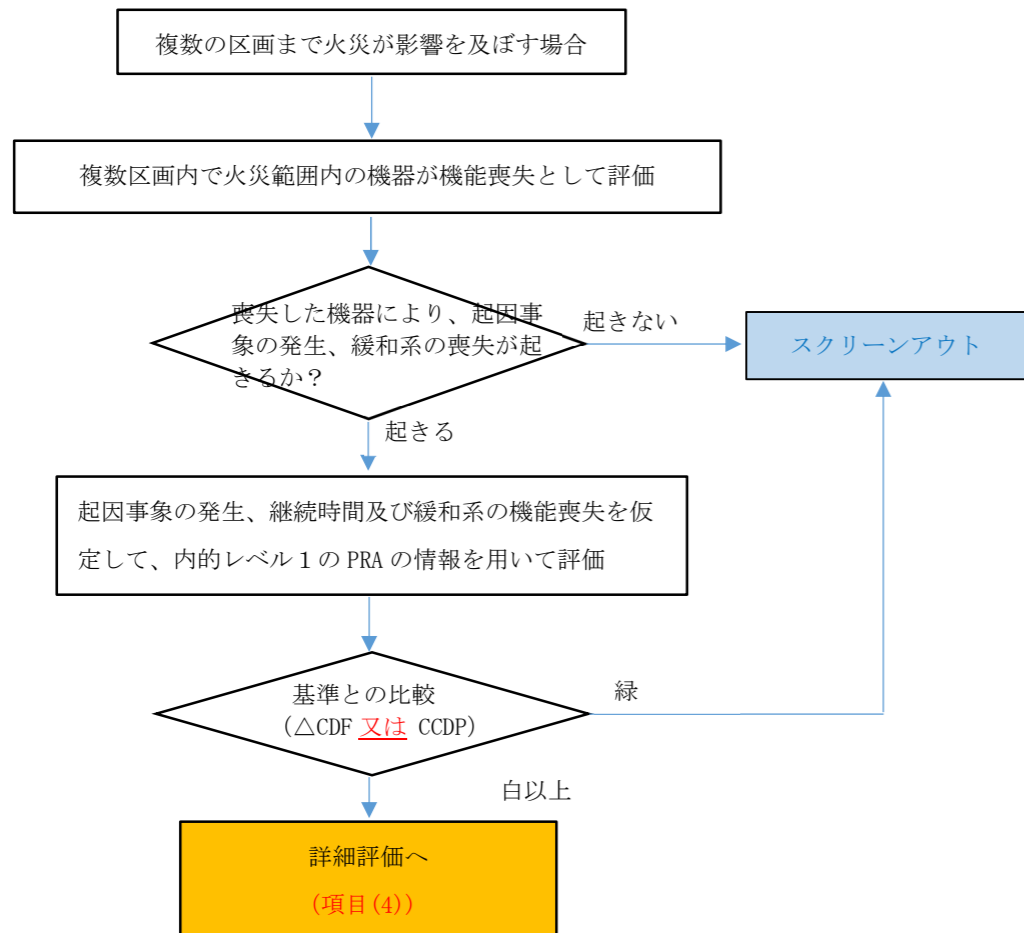 複数の区画まで火災が影響を及ぼす場合
複数区画内で火災範囲内の機器が機能喪失として評価
喪失した機器により、起因事
象の発生、緩和系の喪失が起
きるか？
起きない
スクリーンアウト
起きる
起因事象の発生、継続時間及び緩和系の機能喪失を仮
定して、内的レベル１の PRA の情報を用いて評価
基準との比較
(△CDF 又は CCDP)
緑
白以上
詳細評価へ
(項目(4))